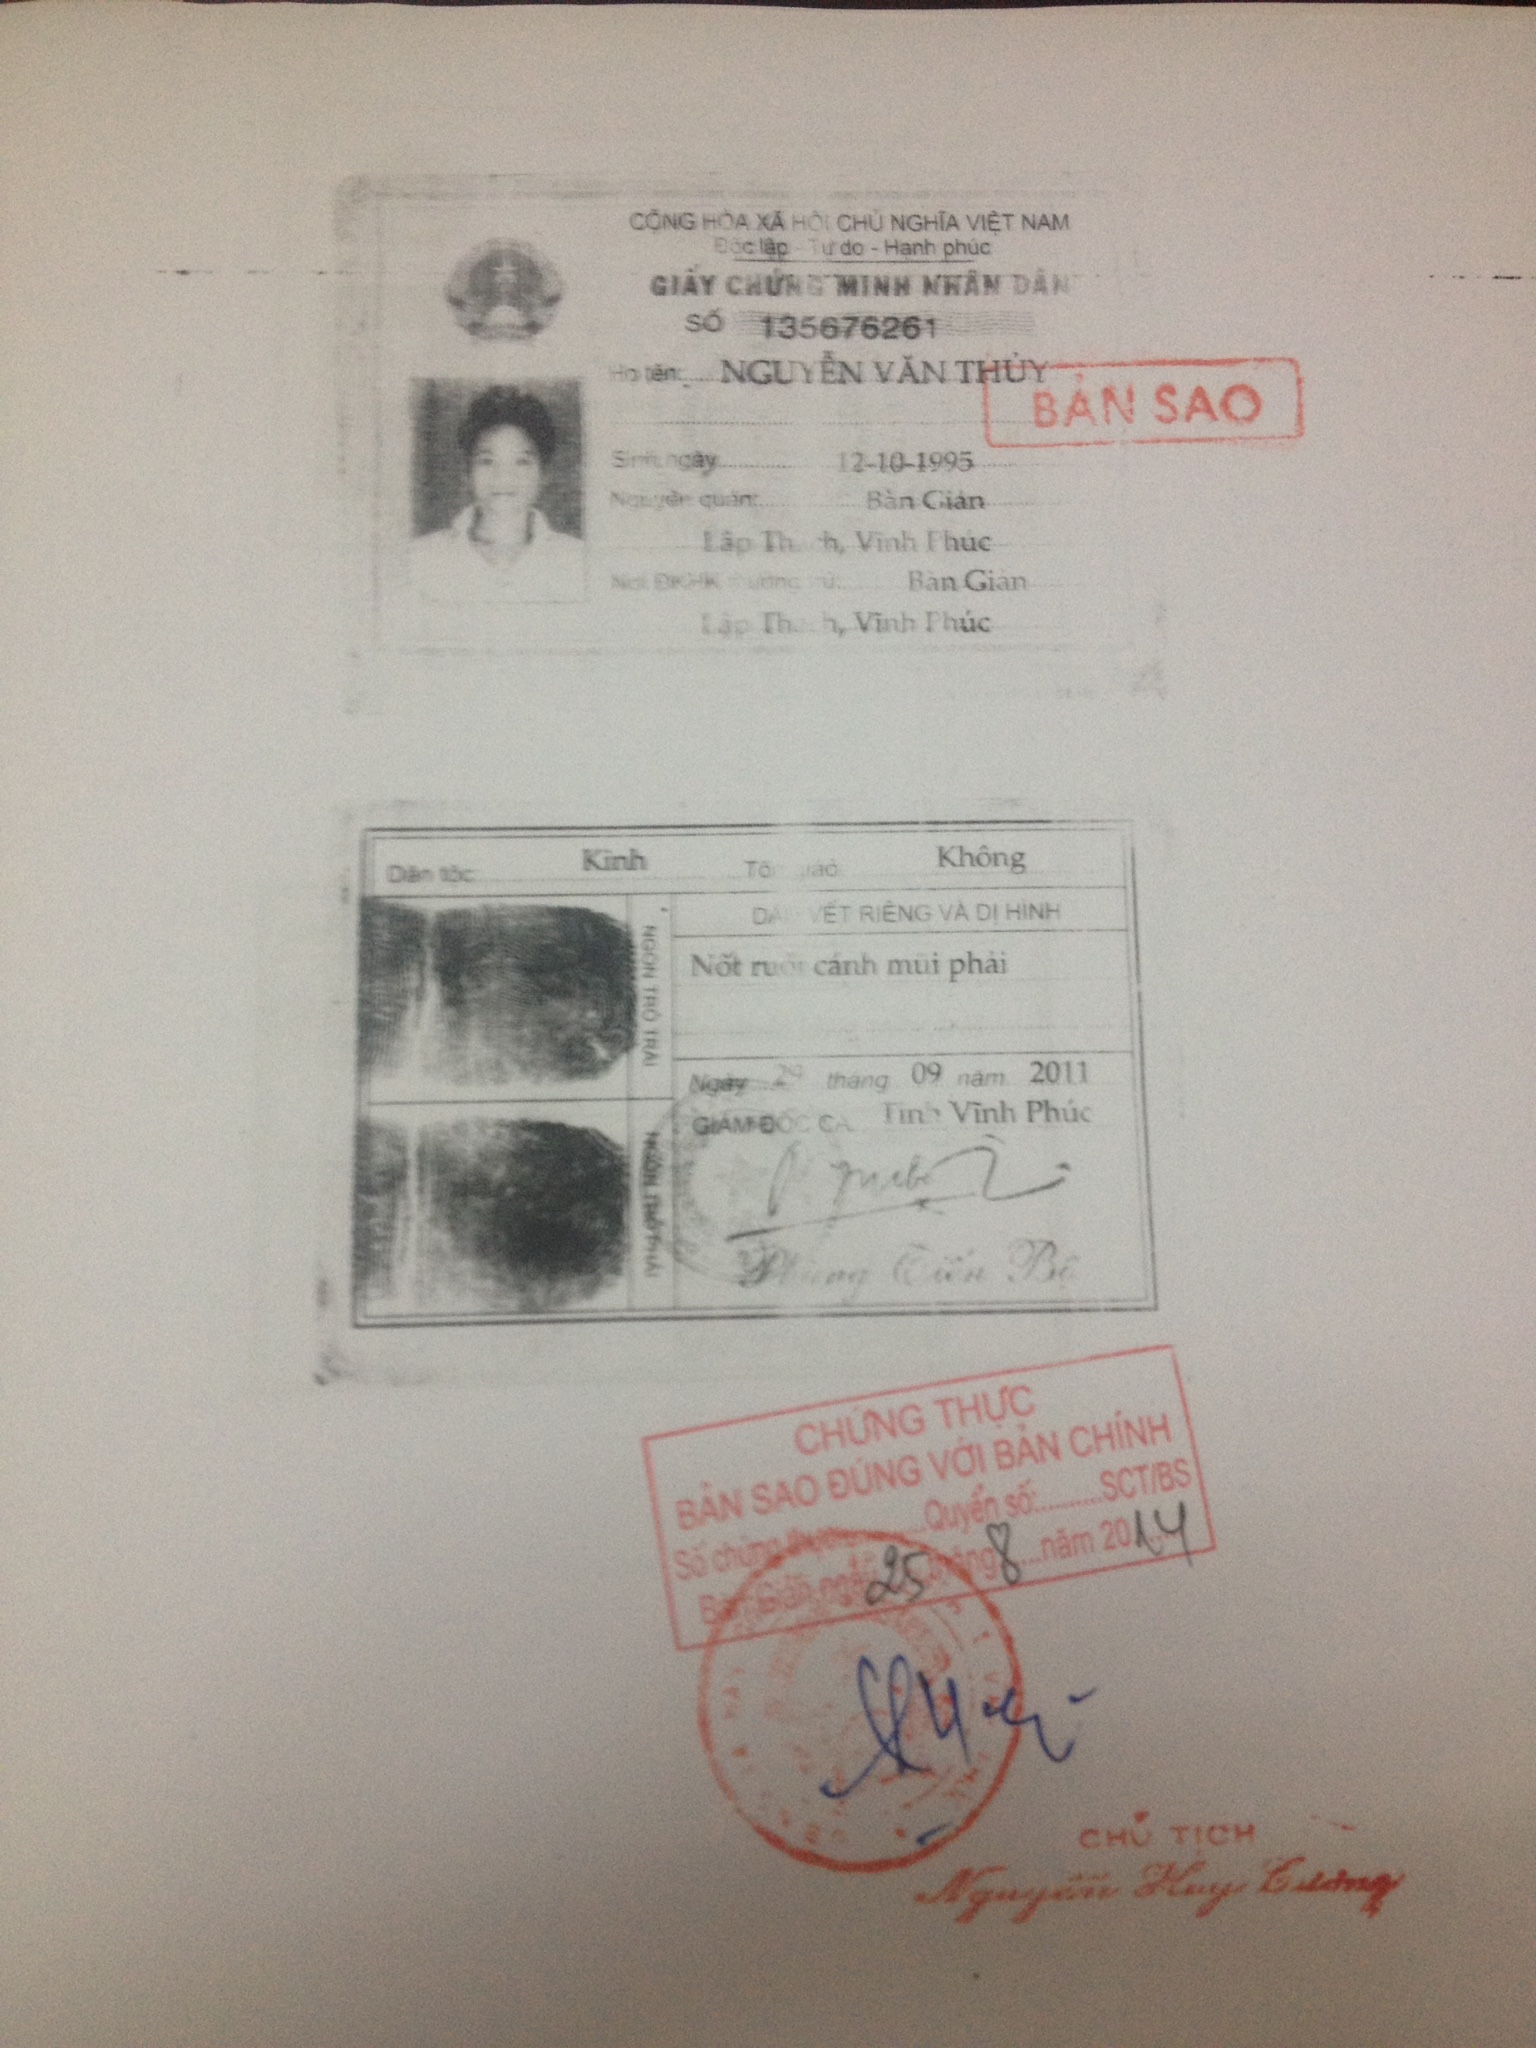 CỘNG HÒA XÃ HỘI CHỦ NGHĨA VIỆT NAM
Độc lập - Tự do - Hạnh phúc
GIẤY CHỨNG MINH NHÂN DÂN
SỐ 135676261
Họ tên: NGUYỄN VĂN THỦY
BẢN SAO
Sinh ngày 12-10-1995
Nguyên quán: Bàn Giản
Lập Thạch, Vĩnh Phúc
Nơi ĐKHK thường trú: Bàn Giản
Lập Thạch, Vĩnh Phúc
Dân tộc Kinh Tôn giáo: Không
DẤU VẾT RIÊNG VÀ DỊ HÌNH
NGÓN TRỎ TRÁI
Nốt ruồi cánh mũi phải
Ngày 29 tháng 09 năm 2011
GIÁM ĐỐC CA Tỉnh Vĩnh Phúc
NGÓN TRỎ PHẢI
Phùng Tiến Bộ
CHỨNG THỰC
BẢN SAO ĐÚNG VỚI BẢN CHÍNH
Số chứng thực Quyển số: SCT/BS
Bàn Giản ngày 25 tháng 8 năm 2014
CHỦ TỊCH
Nguyễn Huy Cường